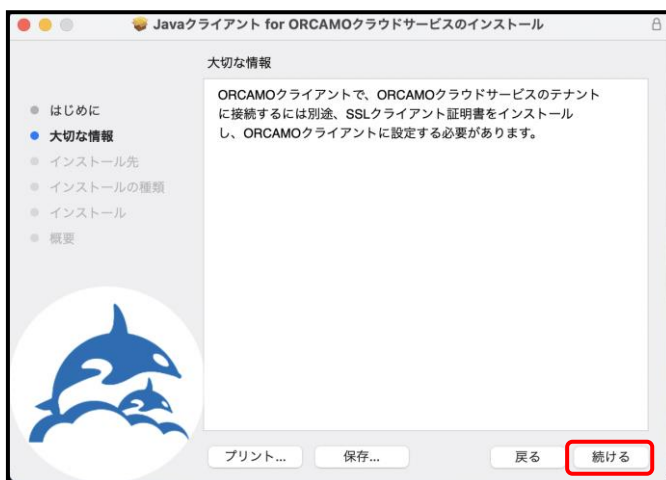 Javaクライアント for ORCAMOクラウドサービスのインストール
大切な情報
はじめに
大切な情報
インストール先
インストールの種類
インストール
概要
ORCAMOクライアントで、ORCAMOクラウドサービスのテナント
に接続するには別途、SSLクライアント証明書をインストール
し、ORCAMOクライアントに設定する必要があります。
プリント... 保存... 戻る 続ける